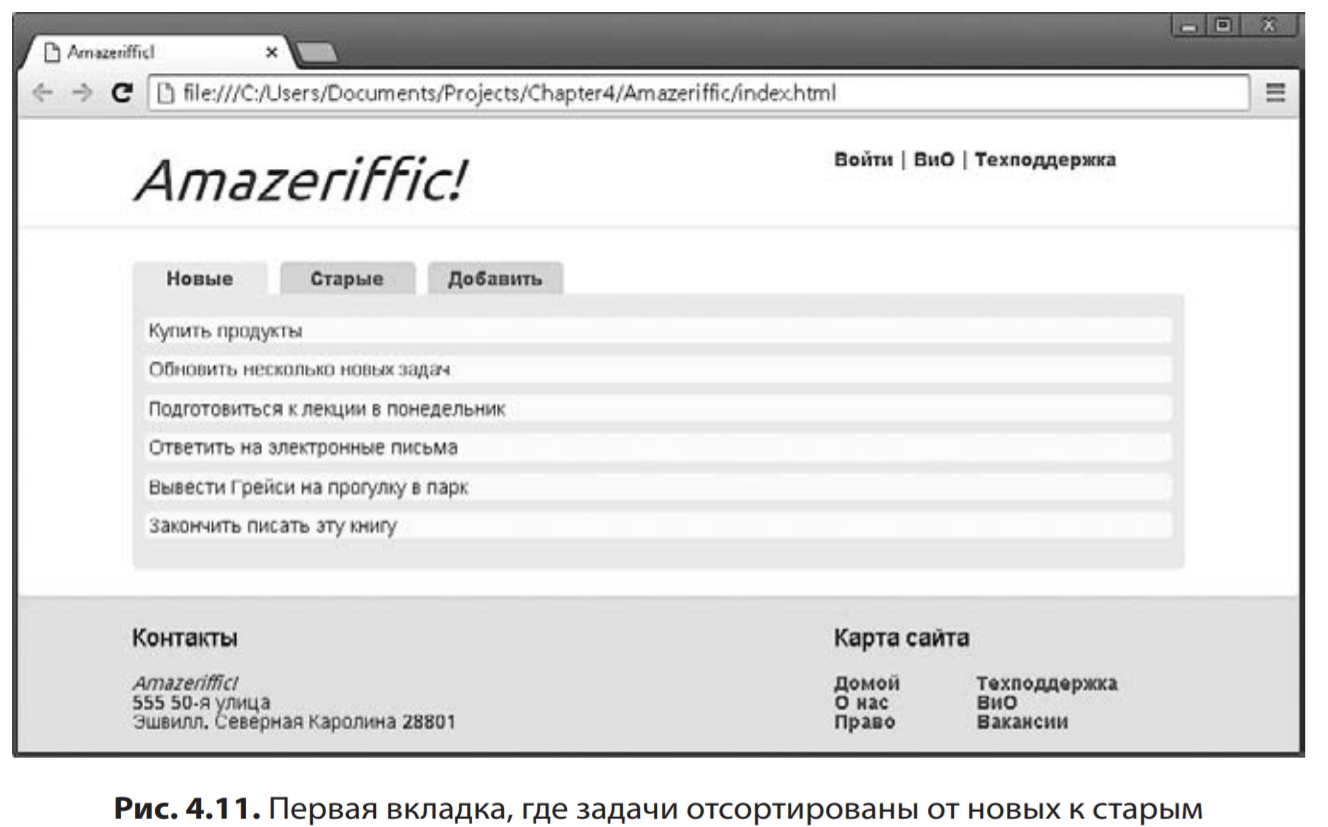 Amazeriffic!
file:///C:/Users/Documents/Projects/Chapter4/Amazeriffic/index.html
Amazeriffic!
Войти | ВиО | Техподдержка
Новые Старые Добавить
Купить продукты
Обновить несколько новых задач
Подготовиться к лекции в понедельник
Ответить на электронные письма
Вывести Грейси на прогулку в парк
Закончить писать эту книгу
Контакты
Amazeriffic!
555 50-я улица
Эшвилл, Северная Каролина 28801
Карта сайта
Домой Техподдержка
О нас ВиО
Право Вакансии
Рис. 4.11. Первая вкладка, где задачи отсортированы от новых к старым